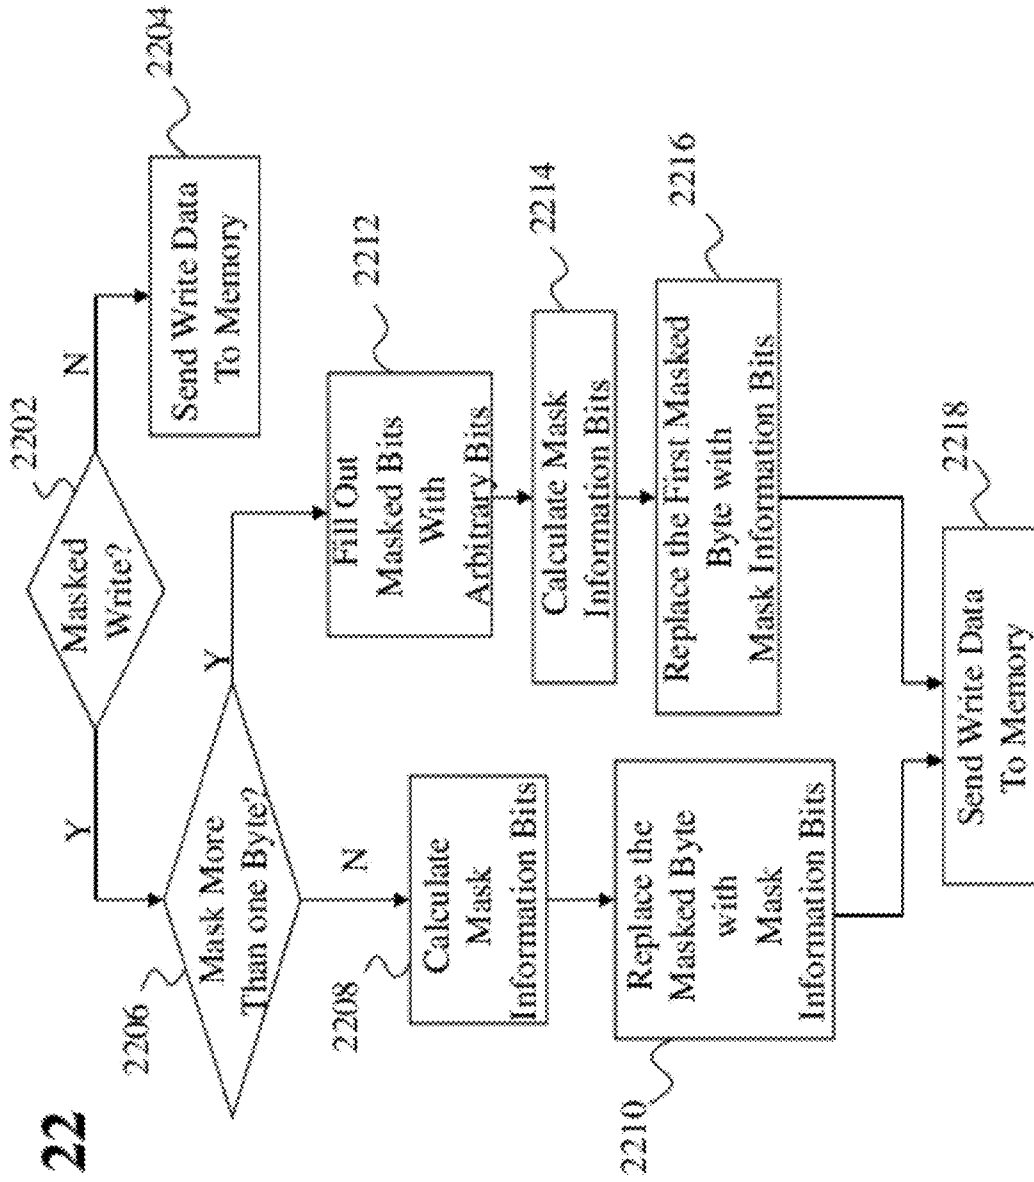 22
2202
Masked
Write?
Y
N
2204
Send Write Data
To Memory
2206
Mask More
Than one Byte?
Y
N
2208
Calculate
Mask
Information Bits
2210
Replace the
Masked Byte
with
Mask
Information Bits
2212
Fill Out
Masked Bits
With
Arbitrary Bits
2214
Calculate Mask
Information Bits
2216
Replace the First Masked
Byte with
Mask Information Bits
2218
Send Write Data
To Memory